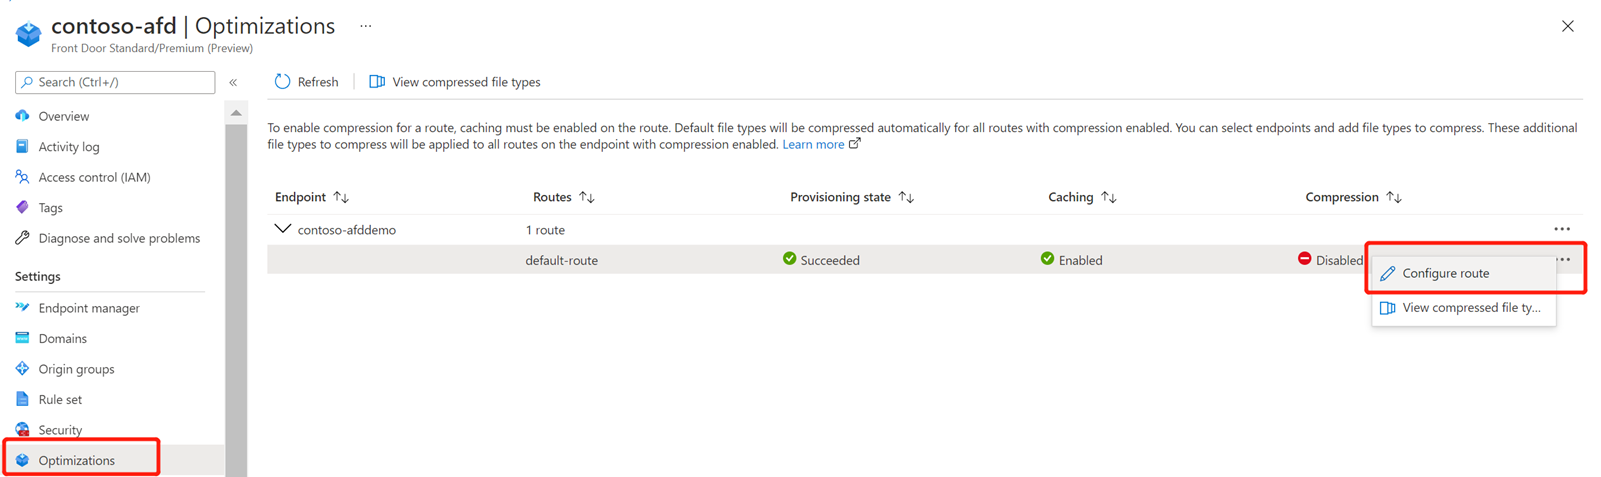 contoso-afd | Optimizations ...
Front Door Standard/Premium (Preview)
Search (Ctrl+/)
«
Refresh
View compressed file types
Overview
Activity log
Access control (IAM)
Tags
Diagnose and solve problems
Settings
Endpoint manager
Domains
Origin groups
Rule set
Security
Optimizations
To enable compression for a route, caching must be enabled on the route. Default file types will be compressed automatically for all routes with compression enabled. You can select endpoints and add file types to compress. These additional
file types to compress will be applied to all routes on the endpoint with compression enabled. Learn more
Endpoint Routes Provisioning state Caching Compression
contoso-afddemo 1 route ...
default-route Succeeded Enabled Disabled ...
Configure route
View compressed file ty...